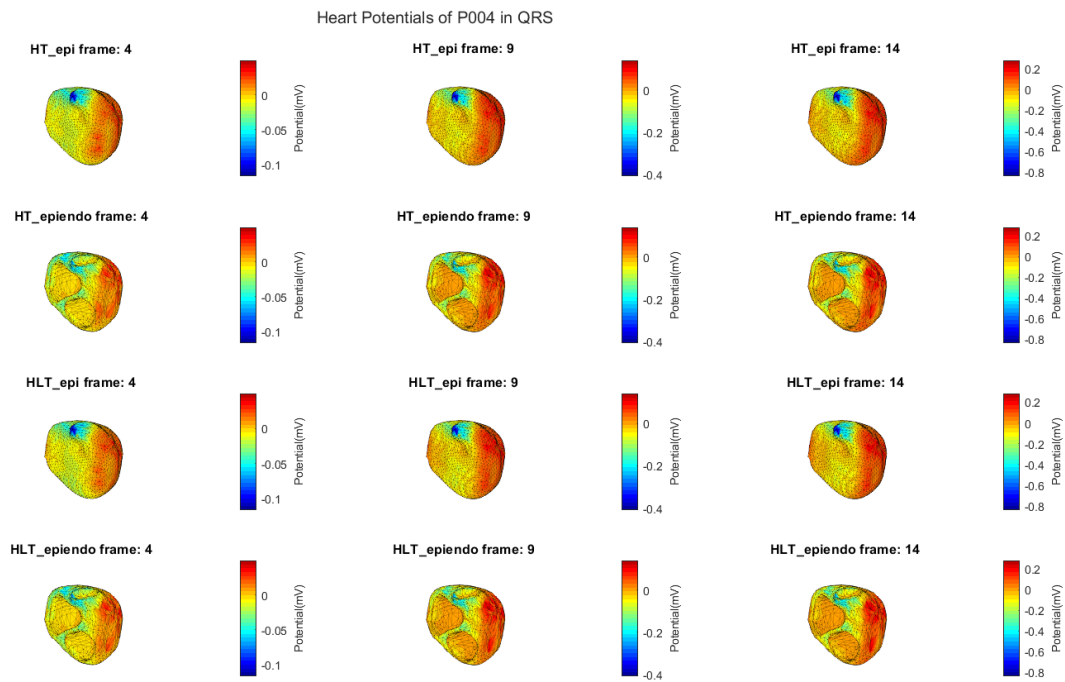 Heart Potentials of P004 in QRS
HT_epi frame: 4
0
-0.05
-0.1
Potential(mV)
HT_epi frame: 9
0
-0.2
-0.4
Potential(mV)
HT_epi frame: 14
0.2
0
-0.2
-0.4
-0.6
-0.8
Potential(mV)
HT_epiendo frame: 4
0
-0.05
-0.1
Potential(mV)
HT_epiendo frame: 9
0
-0.2
-0.4
Potential(mV)
HT_epiendo frame: 14
0.2
0
-0.2
-0.4
-0.6
-0.8
Potential(mV)
HLT_epi frame: 4
0
-0.05
-0.1
Potential(mV)
HLT_epi frame: 9
0
-0.2
-0.4
Potential(mV)
HLT_epi frame: 14
0.2
0
-0.2
-0.4
-0.6
-0.8
Potential(mV)
HLT_epiendo frame: 4
0
-0.05
-0.1
Potential(mV)
HLT_epiendo frame: 9
0
-0.2
-0.4
Potential(mV)
HLT_epiendo frame: 14
0.2
0
-0.2
-0.4
-0.6
-0.8
Potential(mV)